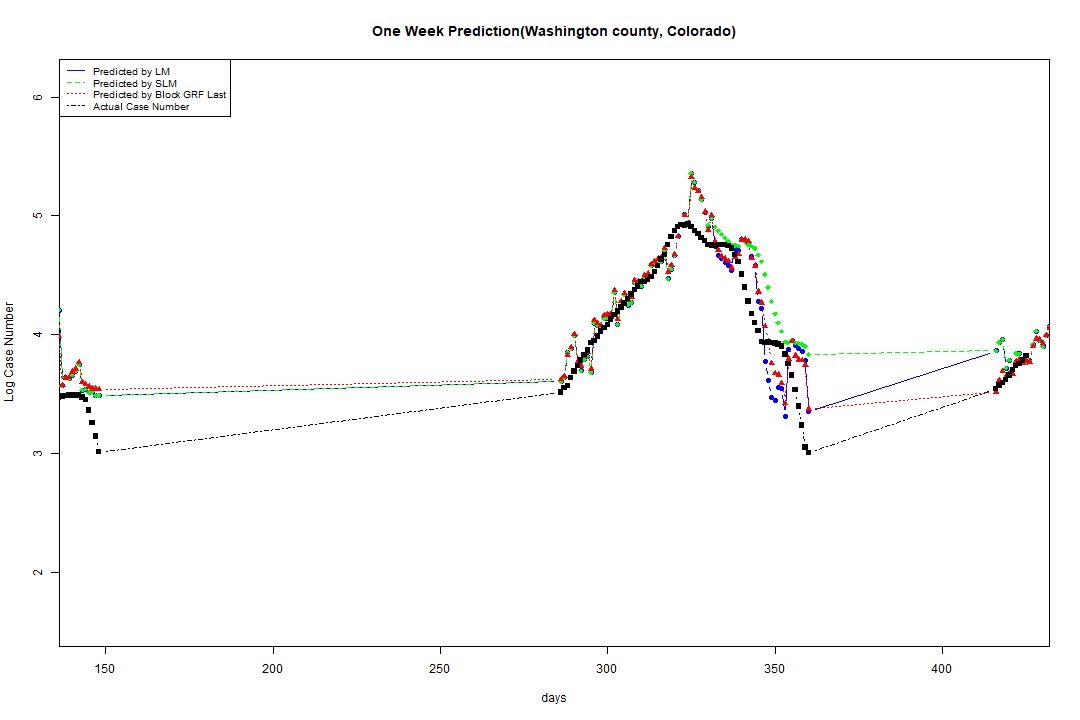 One Week Prediction(Washington county, Colorado)
Predicted by LM
Predicted by SLM
Predicted by Block GRF Last
Actual Case Number
6
5
4
3
2
Log Case Number
150 200 250 300 350 400
days